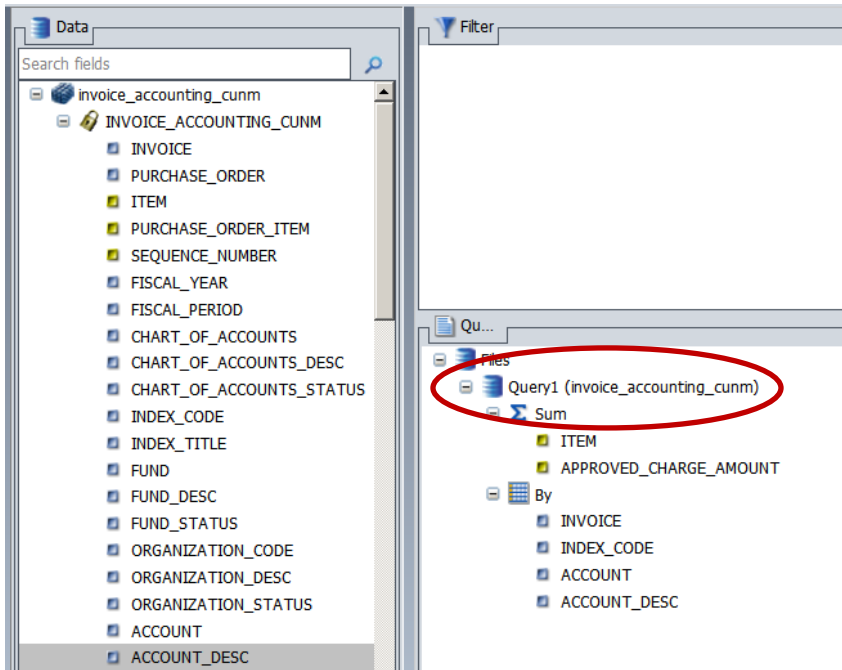 Data
Search fields
invoice_accounting_cunm
INVOICE_ACCOUNTING_CUNM
INVOICE
PURCHASE_ORDER
ITEM
PURCHASE_ORDER_ITEM
SEQUENCE_NUMBER
FISCAL_YEAR
FISCAL_PERIOD
CHART_OF_ACCOUNTS
CHART_OF_ACCOUNTS_DESC
CHART_OF_ACCOUNTS_STATUS
INDEX_CODE
INDEX_TITLE
FUND
FUND_DESC
FUND_STATUS
ORGANIZATION_CODE
ORGANIZATION_DESC
ORGANIZATION_STATUS
ACCOUNT
ACCOUNT_DESC
Filter
Qu...
Files
Query1 (invoice_accounting_cunm)
Sum
ITEM
APPROVED_CHARGE_AMOUNT
By
INVOICE
INDEX_CODE
ACCOUNT
ACCOUNT_DESC